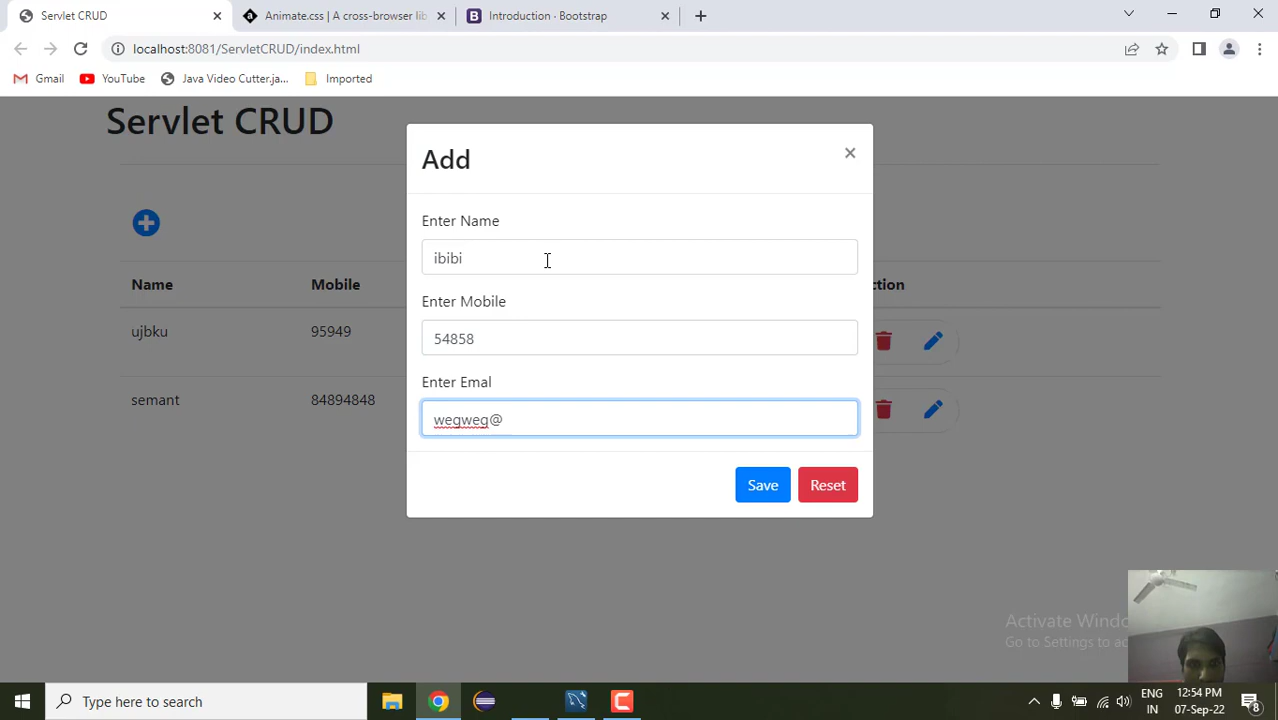 Servlet CRUD
Animate.css | A cross-browser lib
Introduction · Bootstrap
localhost:8081/ServletCRUD/index.html
Gmail
YouTube
Java Video Cutter.ja...
Imported
Servlet CRUD
Add
×
Enter Name
ibibi
Name
Mobile
ction
Enter Mobile
ujbku
95949
54858
Enter Emal
semant
84894848
wegweg@
Save
Reset
Activate Windo
Go to Settings to ac
Type here to search
ENG
IN
12:54 PM
07-Sep-22
8